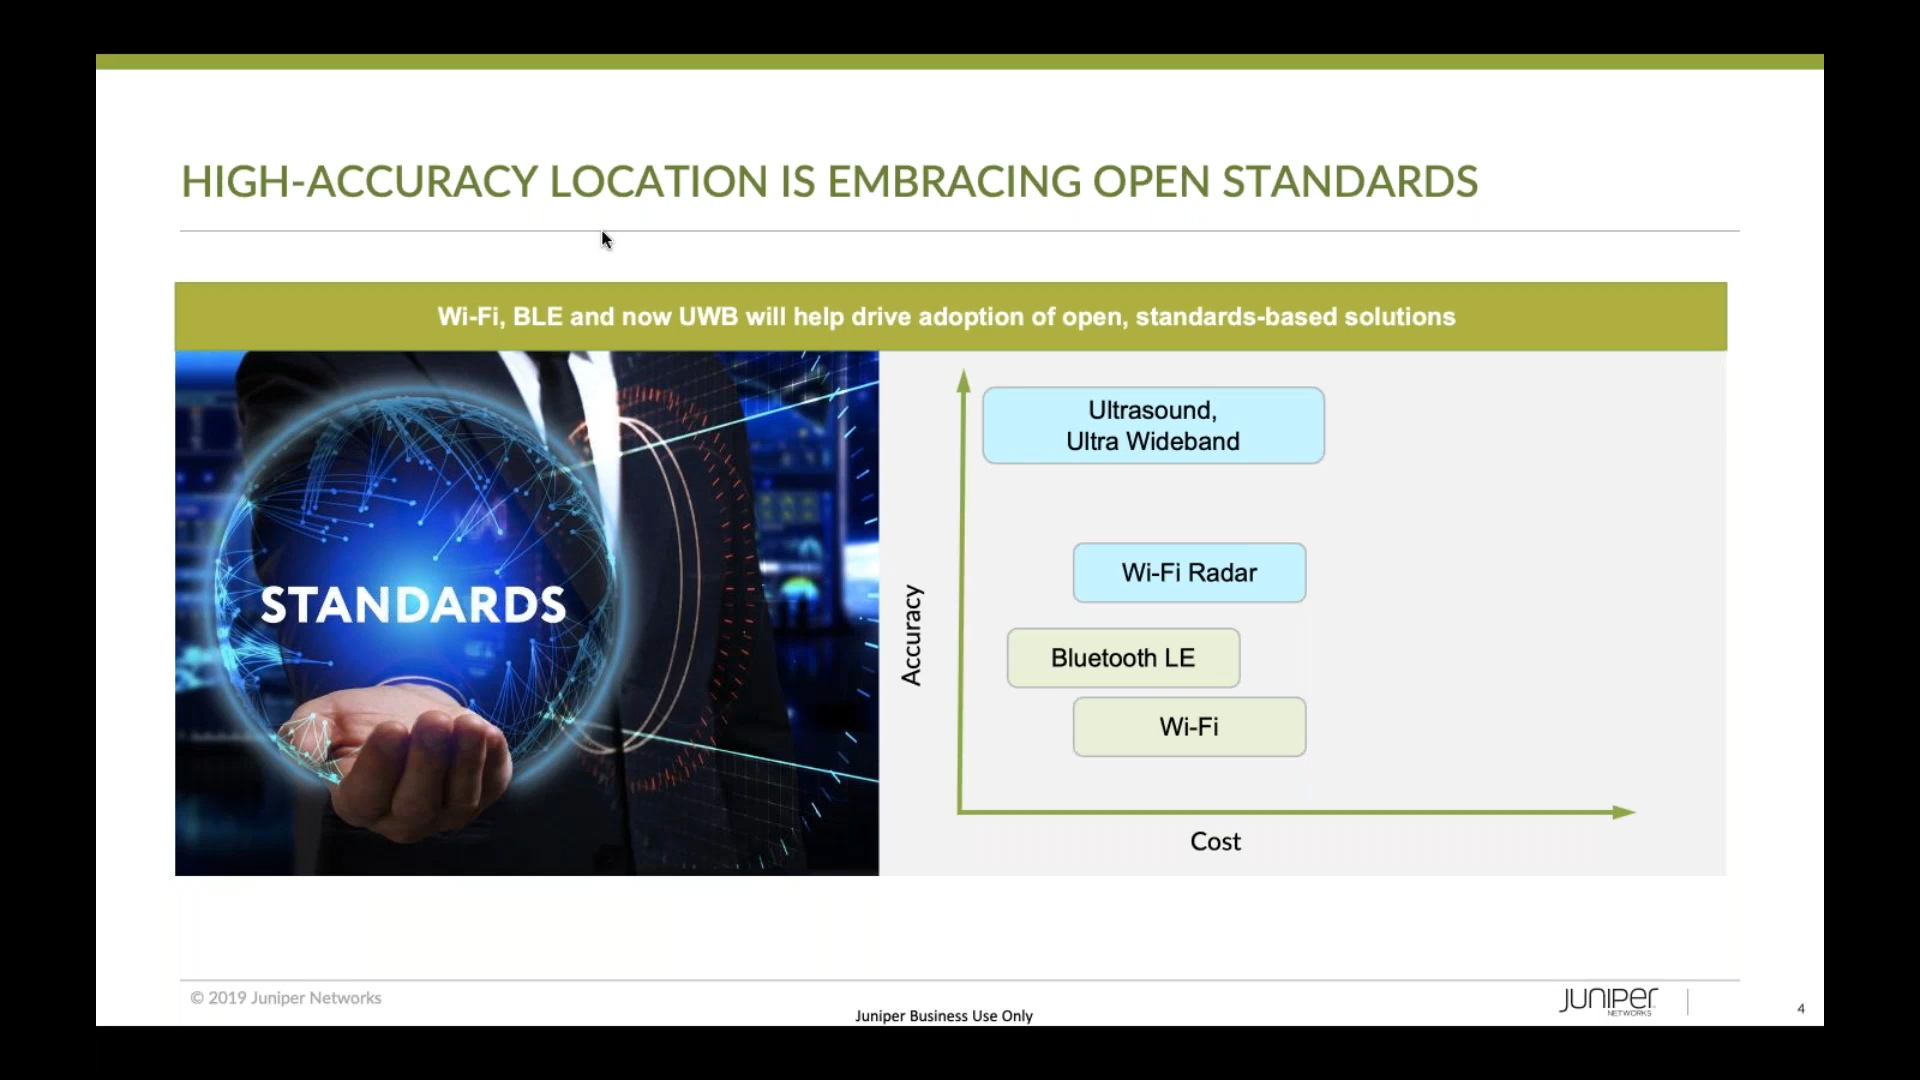 HIGH-ACCURACY LOCATION IS EMBRACING OPEN STANDARDS
Wi-Fi, BLE and now UWB will help drive adoption of open, standards-based solutions
STANDARDS
Accuracy
Ultrasound,
Ultra Wideband
Wi-Fi Radar
Bluetooth LE
Wi-Fi
Cost
© 2019 Juniper Networks
Juniper Business Use Only
JUNIPER
NETWORKS
4